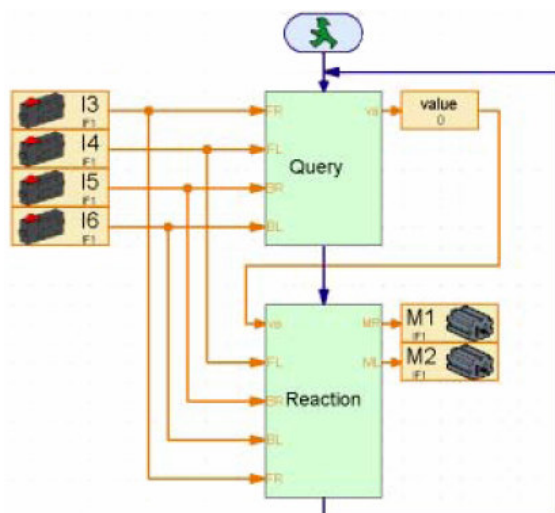 I3
IF1
I4
IF1
I5
IF1
I6
IF1
FR
FL
BR
BL
Query
va
value
0
va
FL
BR
BL
FR
Reaction
MR
ML
M1
IF1
M2
IF1